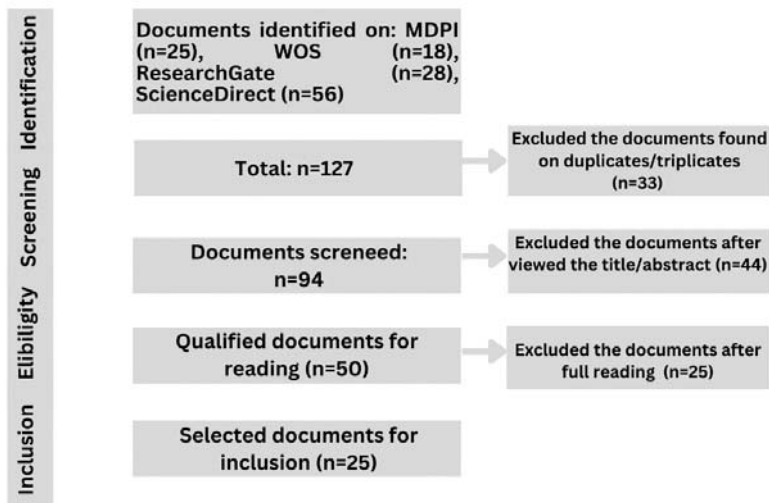 Identification
Documents identified on: MDPI
(n=25), WOS (n=18),
ResearchGate (n=28),
ScienceDirect (n=56)
Total: n=127
Excluded the documents found
on duplicates/triplicates
(n=33)
Screening
Documents screneed:
n=94
Excluded the documents after
viewed the title/abstract (n=44)
Elibiligity
Qualified documents for
reading (n=50)
Excluded the documents after
full reading (n=25)
Inclusion
Selected documents for
inclusion (n=25)